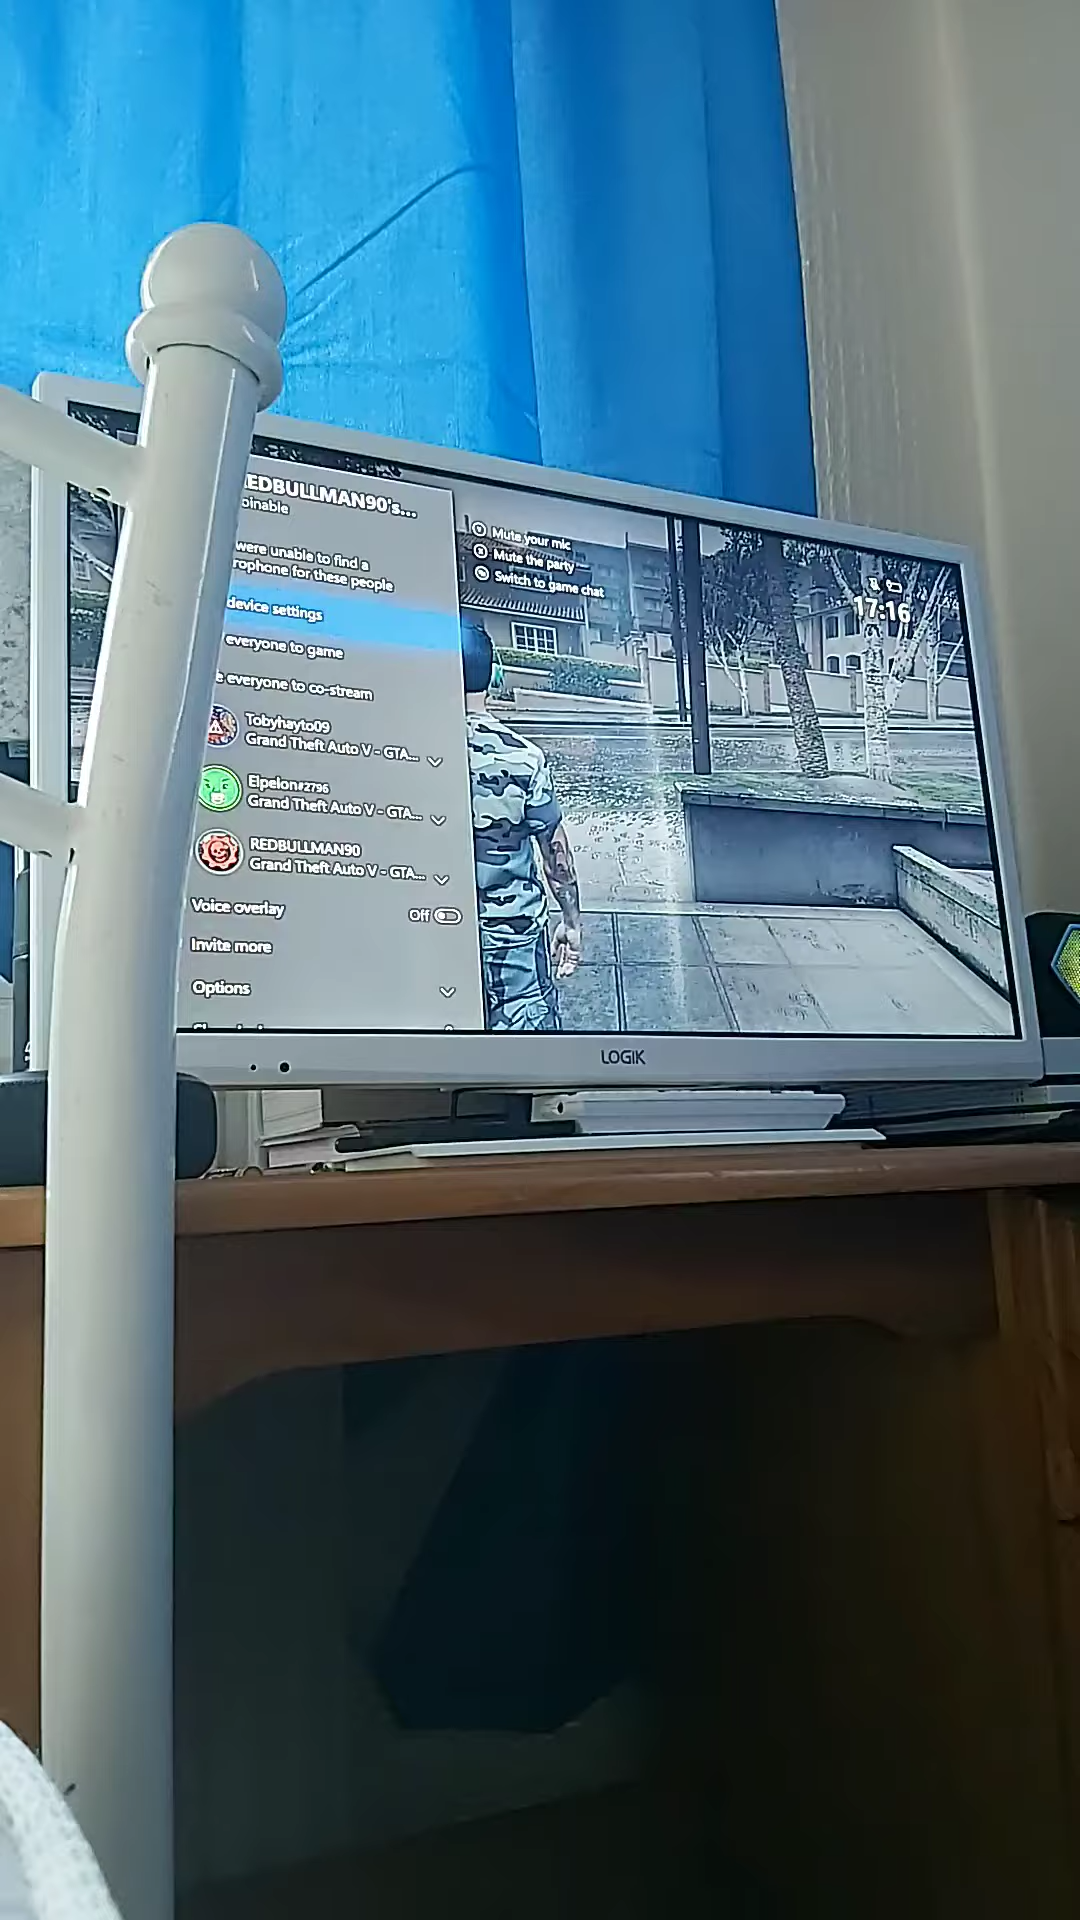 EDBULLMAN90's...
oinable
were unable to find a
rophone for these people
device settings
everyone to game
e everyone to co-stream
Tobyhayto09
Grand Theft Auto V - GTA...
Elpelon#2796
Grand Theft Auto V - GTA...
REDBULLMAN90
Grand Theft Auto V - GTA...
Voice overlay
Off
Invite more
Options
Mute your mic
Mute the party
Switch to game chat
17:16
LOGIK